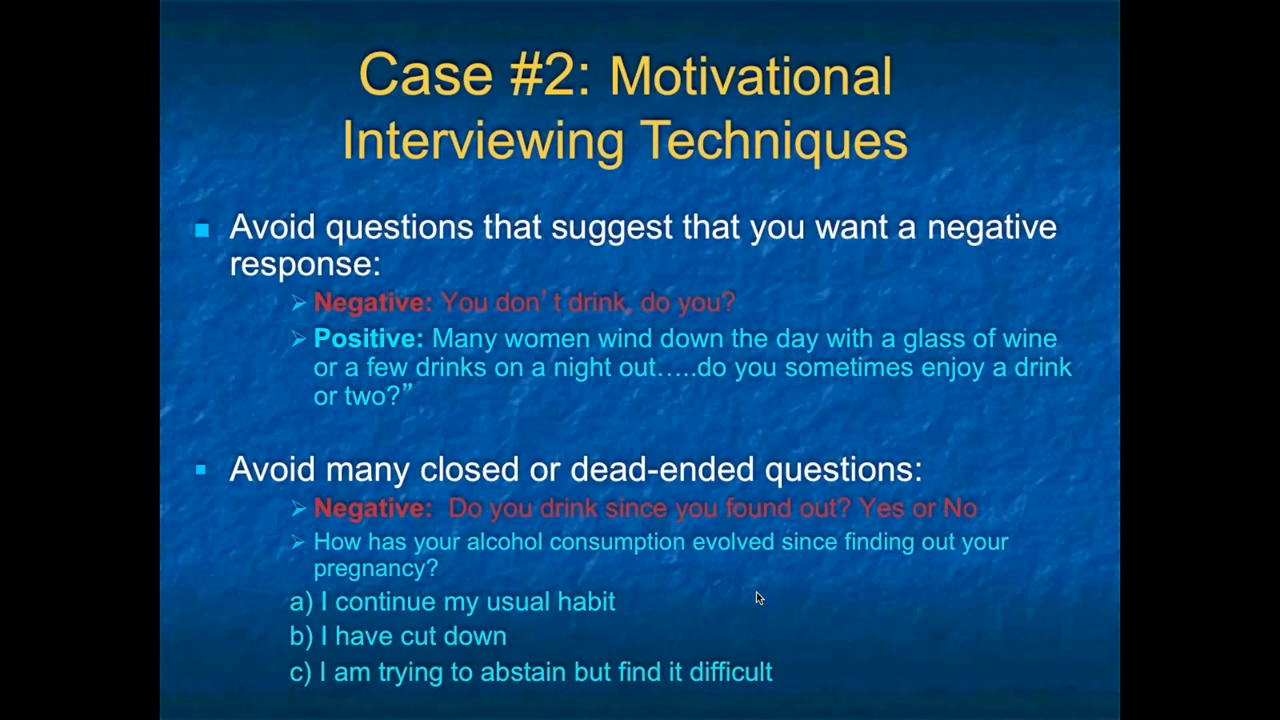 Case #2: Motivational
Interviewing Techniques
Avoid questions that suggest that you want a negative
response:
Negative: You don’t drink, do you?
Positive: Many women wind down the day with a glass of wine
or a few drinks on a night out…..do you sometimes enjoy a drink
or two?”
Avoid many closed or dead-ended questions:
Negative: Do you drink since you found out? Yes or No
How has your alcohol consumption evolved since finding out your
pregnancy?
a) I continue my usual habit
b) I have cut down
c) I am trying to abstain but find it difficult